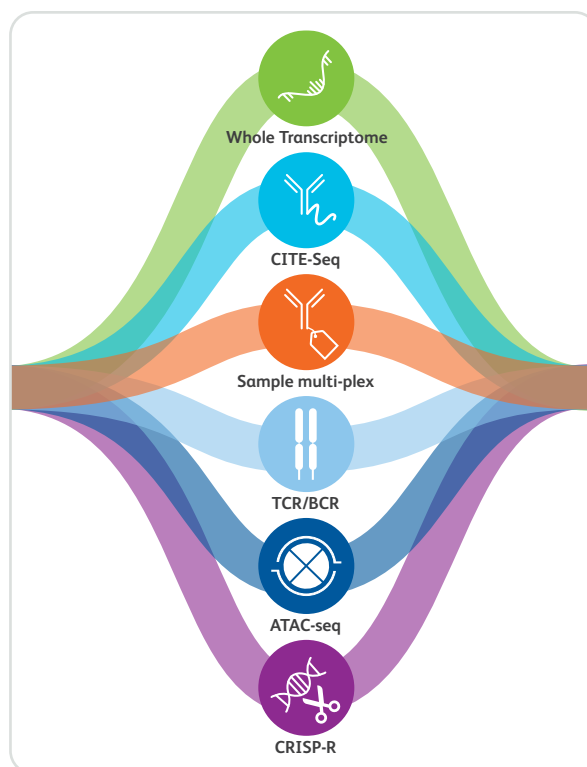 Whole Transcriptome
CITE-Seq
Sample multi-plex
TCR/BCR
ATAC-seq
CRISP-R